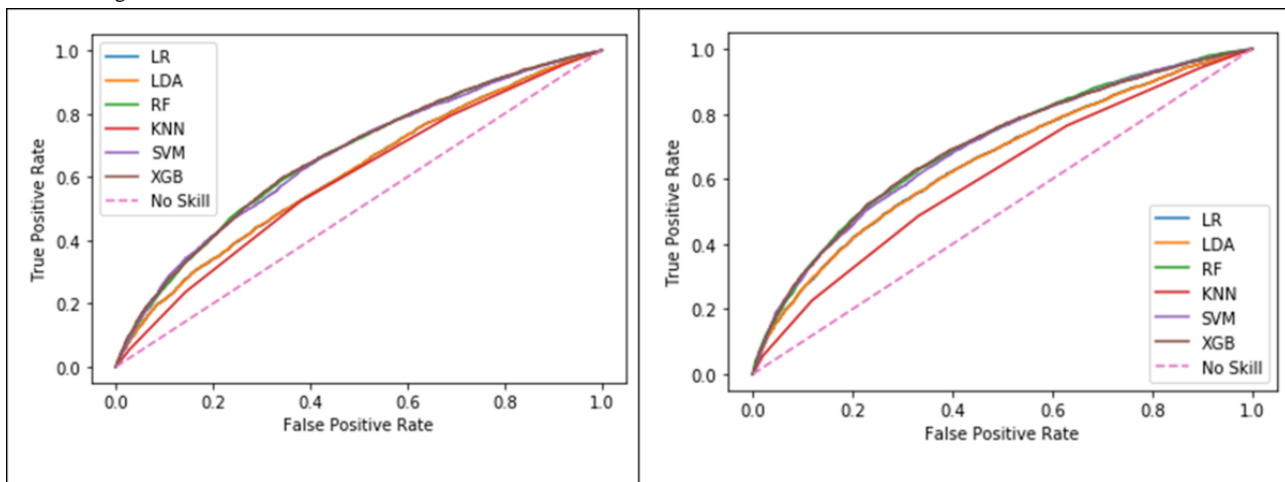 1.0
0.8
0.6
0.4
0.2
0.0
True Positive Rate
LR
LDA
RF
KNN
SVM
XGB
No Skill
0.0 0.2 0.4 0.6 0.8 1.0
False Positive Rate
1.0
0.8
0.6
0.4
0.2
0.0
True Positive Rate
LR
LDA
RF
KNN
SVM
XGB
No Skill
0.0 0.2 0.4 0.6 0.8 1.0
False Positive Rate